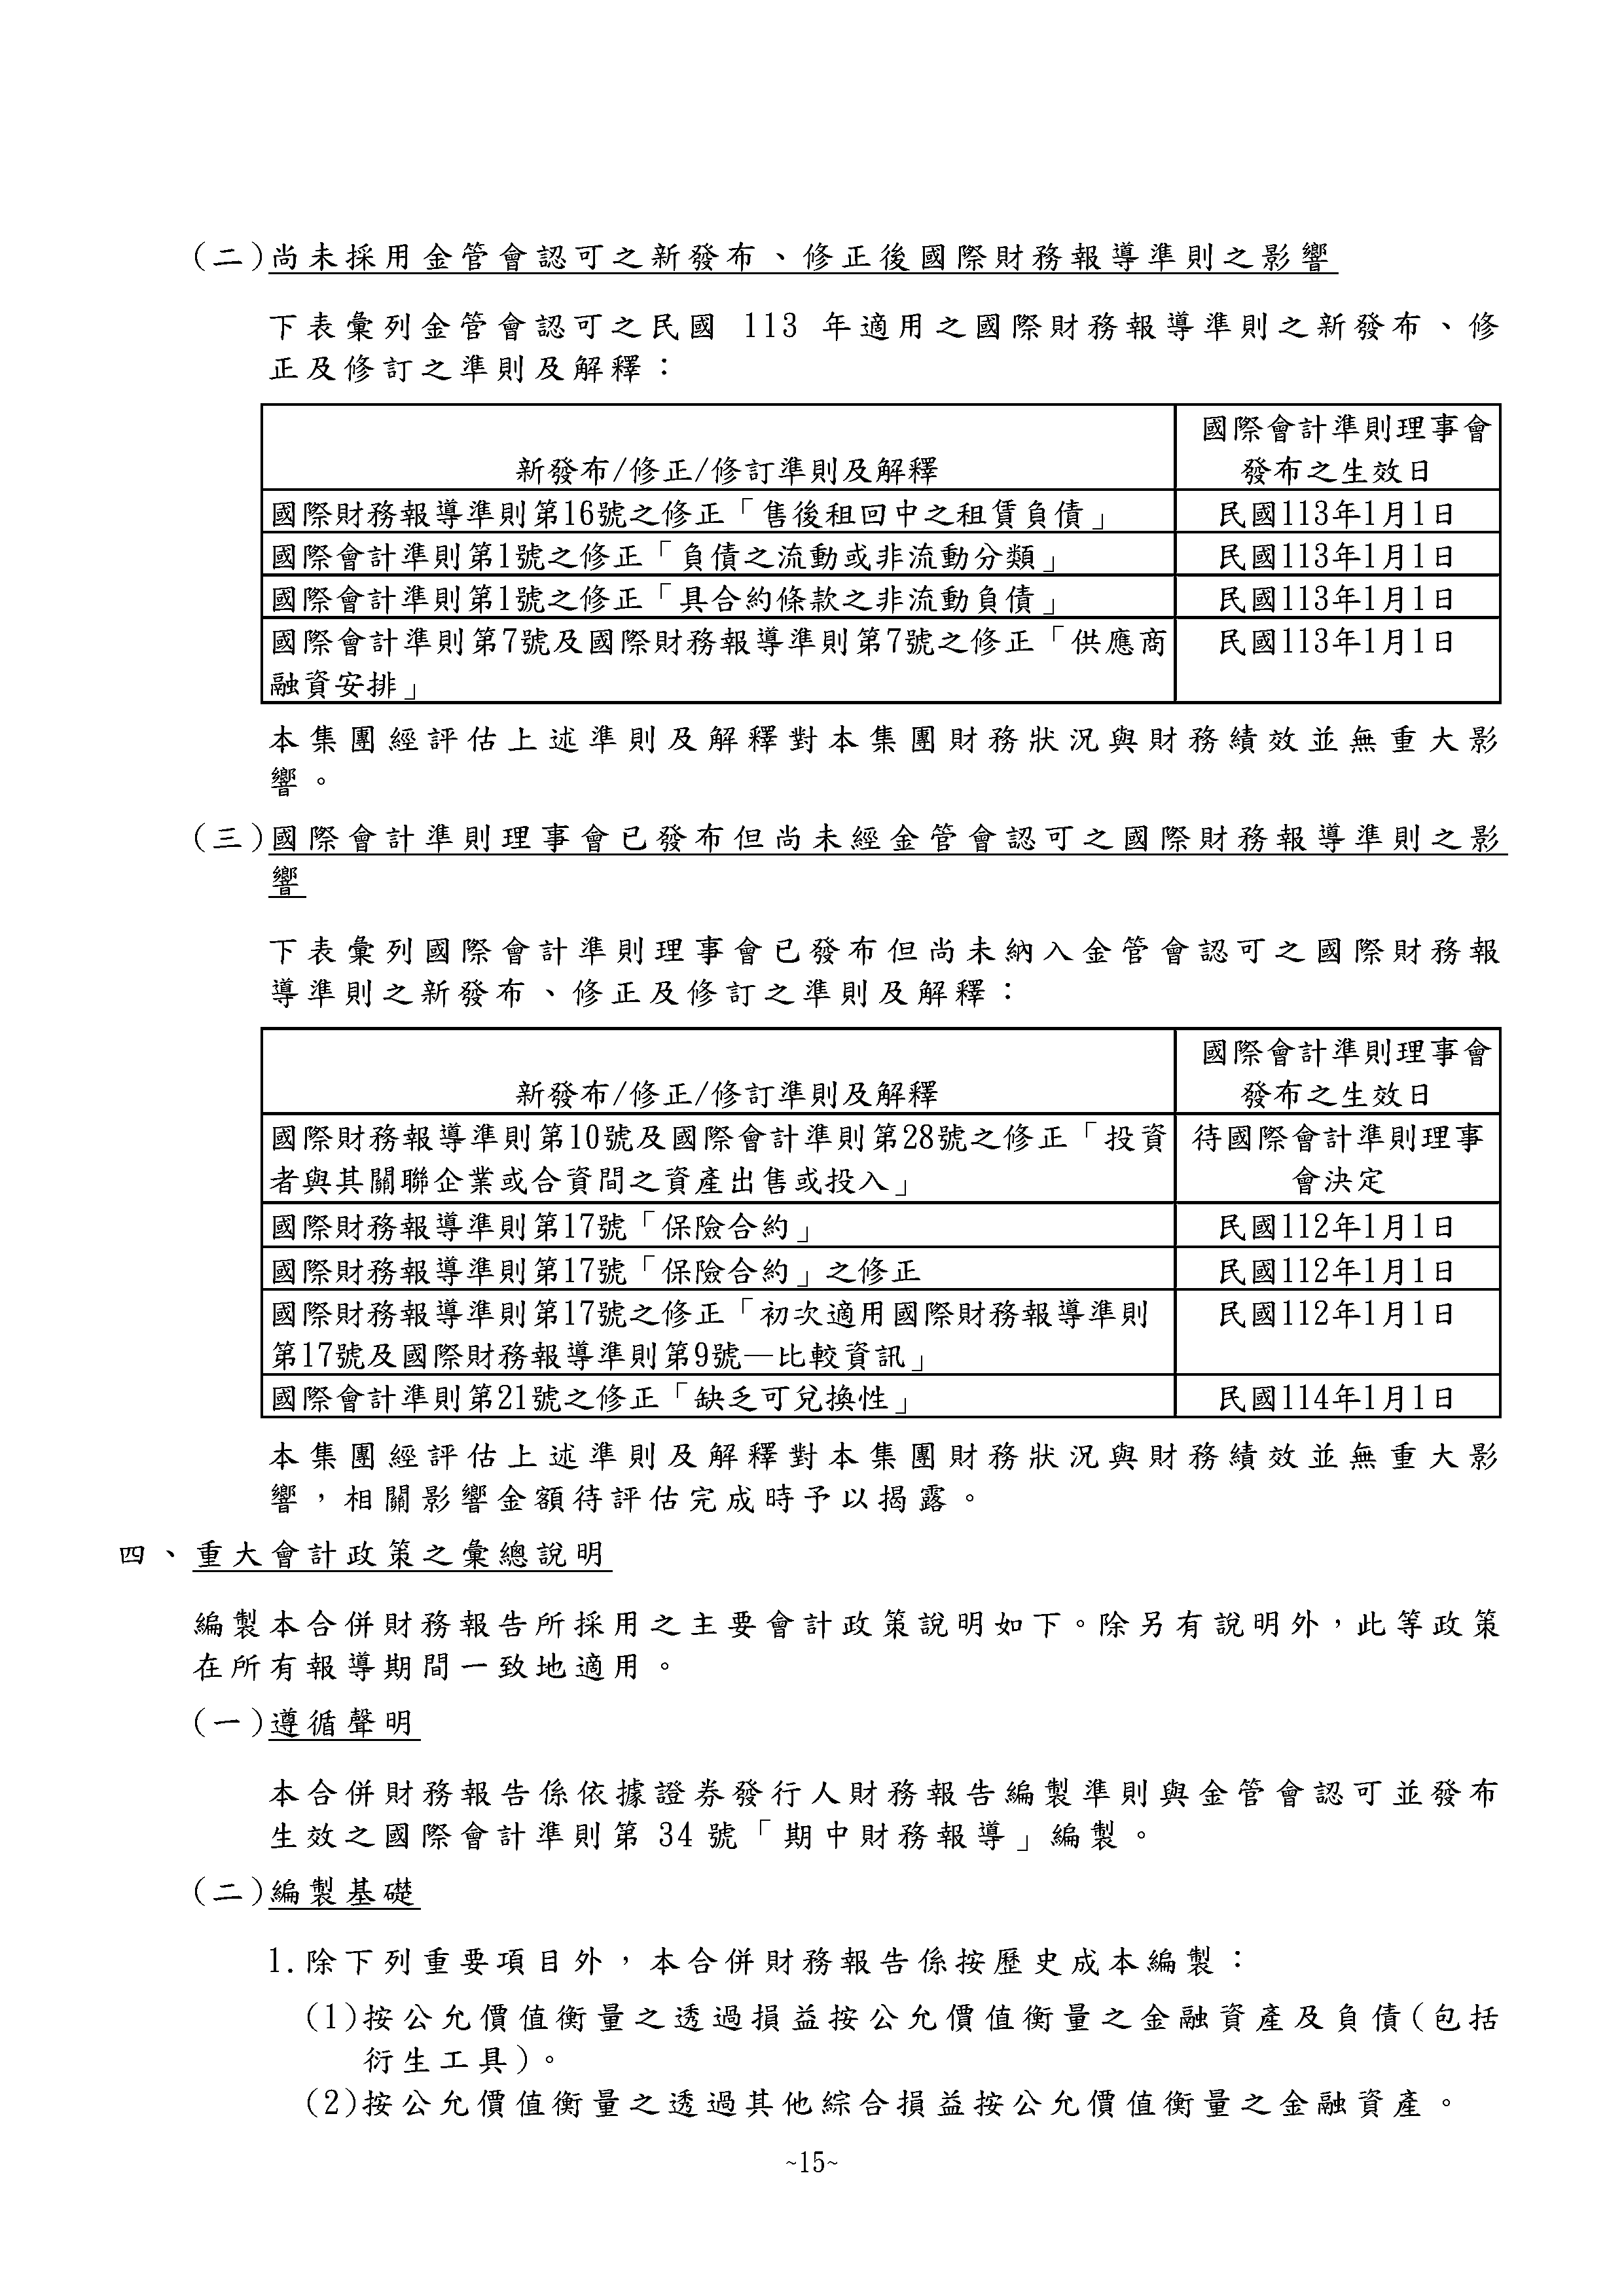 (二)尚未採用金管會認可之新發布、修正後國際財務報導準則之影響
下表彙列金管會認可之民國 113 年適用之國際財務報導準則之新發布、修
正及修訂之準則及解釋：
國際會計準則理事會
新發布/修正/修訂準則及解釋 發布之生效日
國際財務報導準則第16號之修正「售後租回中之租賃負債」 民國113年1月1日
國際會計準則第1號之修正「負債之流動或非流動分類」 民國113年1月1日
國際會計準則第1號之修正「具合約條款之非流動負債」 民國113年1月1日
國際會計準則第7號及國際財務報導準則第7號之修正「供應商 民國113年1月1日
融資安排」
本集團經評估上述準則及解釋對本集團財務狀況與財務績效並無重大影
響。
(三)國際會計準則理事會已發布但尚未經金管會認可之國際財務報導準則之影
響
下表彙列國際會計準則理事會已發布但尚未納入金管會認可之國際財務報
導準則之新發布、修正及修訂之準則及解釋：
國際會計準則理事會
新發布/修正/修訂準則及解釋 發布之生效日
國際財務報導準則第10號及國際會計準則第28號之修正「投資 待國際會計準則理事
者與其關聯企業或合資間之資產出售或投入」 會決定
國際財務報導準則第17號「保險合約」 民國112年1月1日
國際財務報導準則第17號「保險合約」之修正 民國112年1月1日
國際財務報導準則第17號之修正「初次適用國際財務報導準則 民國112年1月1日
第17號及國際財務報導準則第9號—比較資訊」
國際會計準則第21號之修正「缺乏可兌換性」 民國114年1月1日
本集團經評估上述準則及解釋對本集團財務狀況與財務績效並無重大影
響，相關影響金額待評估完成時予以揭露。
四、重大會計政策之彙總說明
編製本合併財務報告所採用之主要會計政策說明如下。除另有說明外，此等政策
在所有報導期間一致地適用。
(一)遵循聲明
本合併財務報告係依據證券發行人財務報告編製準則與金管會認可並發布
生效之國際會計準則第 34 號「期中財務報導」編製。
(二)編製基礎
1.除下列重要項目外，本合併財務報告係按歷史成本編製：
(1)按公允價值衡量之透過損益按公允價值衡量之金融資產及負債(包括
衍生工具)。
(2)按公允價值衡量之透過其他綜合損益按公允價值衡量之金融資產。
~15~